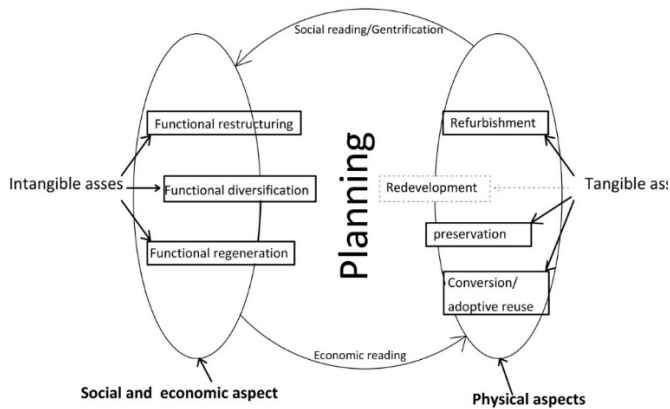 Social reading/Gentrification
Functional restructuring
Refurbishment
Intangible asses
Functional diversification
Planning
Redevelopment
Tangible ass
Functional regeneration
preservation
Conversion/
adoptive reuse
Economic reading
Social and economic aspect
Physical aspects